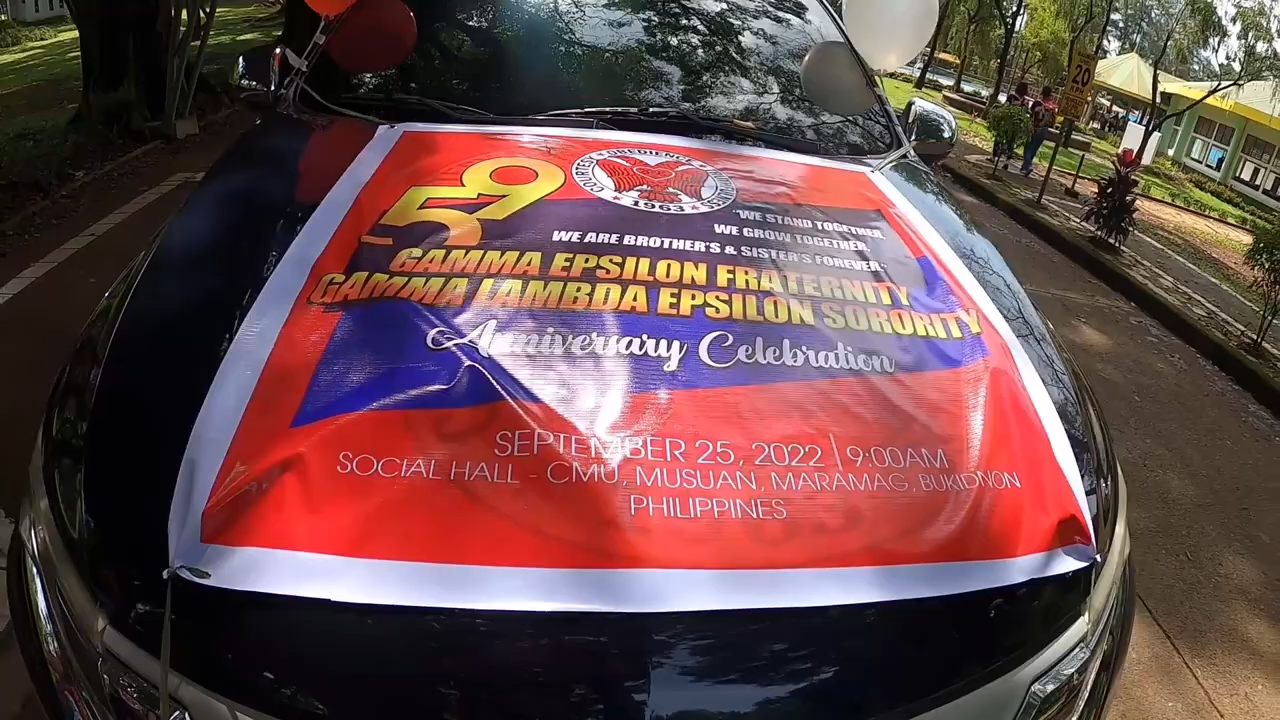 59
COURTESY OBEDIENCE
1963
"WE STAND TOGETHER,
WE GROW TOGETHER,
WE ARE BROTHER'S & SISTER'S FOREVER."
GAMMA EPSILON FRATERNITY
GAMMA LAMBDA EPSILON SORORITY
Anniversary Celebration
SEPTEMBER 25, 2022 | 9:00AM
SOCIAL HALL - CMU, MUSUAN, MARAMAG, BUKIDNON
PHILIPPINES
20